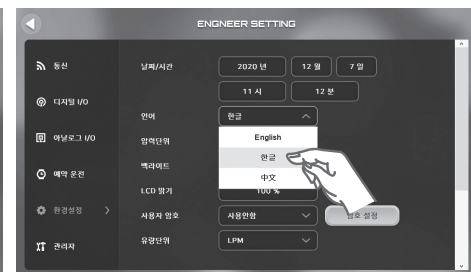 ENGNEER SETTING
통신
날짜/시간
2020 년
12 월
7 일
11 시
12 분
디지털 I/O
언어
한글
아날로그 I/O
압력단위
English
한글
中文
예약 운전
백라이트
LCD 밝기
100 %
환경설정
사용자 암호
사용안함
암호 설정
관리자
유량단위
LPM